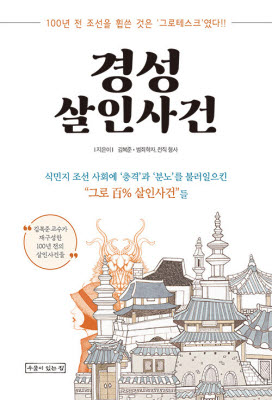 100년 전 조선을 휩쓴 것은 '그로테스크'였다!!
경성
살인사건
| 지은이 | 김복준 • 범죄학자, 전직 형사
식민지 조선 사회에 '충격'과 '분노'를 불러일으킨
"그로 百% 살인사건"들
김복준 교수가
재구성한
100년 전의
살인사건들
우물이 있는 집